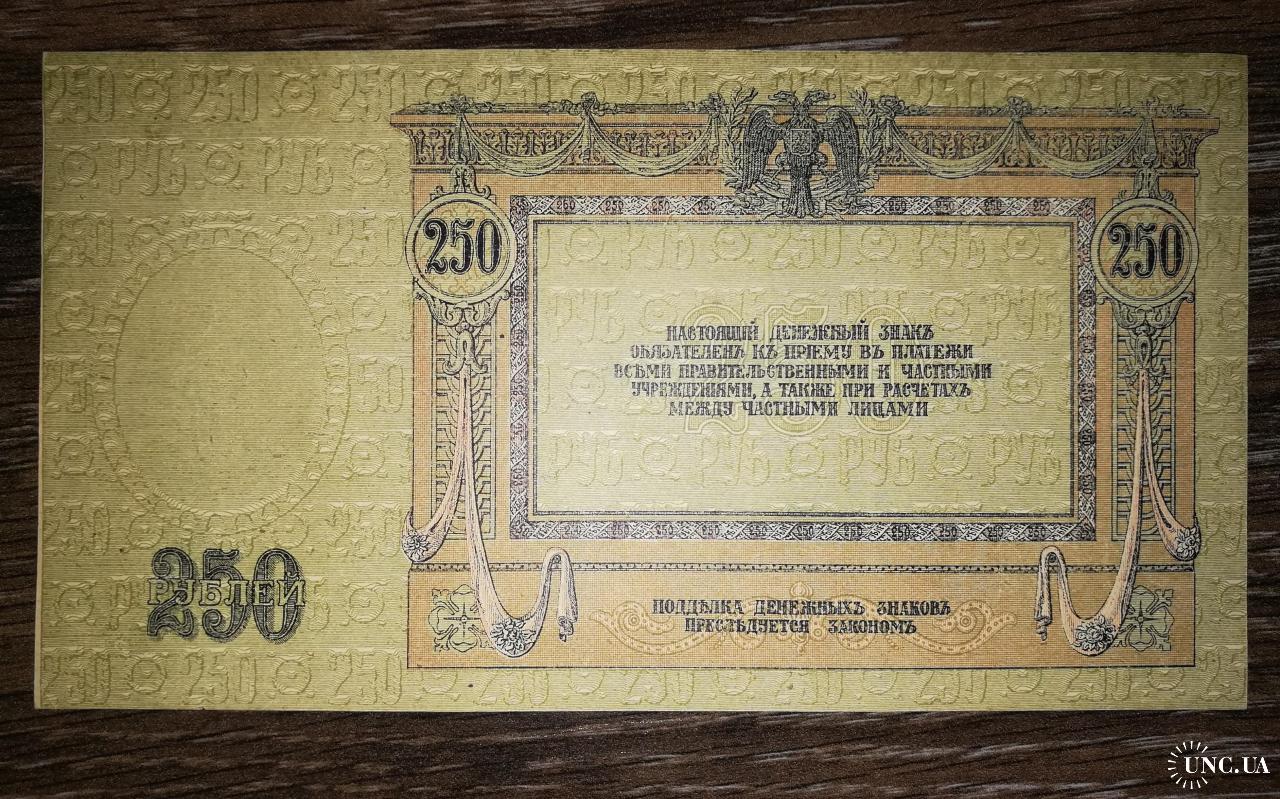 250
250
НАСТОЯЩІЙ ДЕНЕЖНЫЙ ЗНАКЪ
ОБЯЗАТЕЛЕНЪ КЪ ПРІЕМУ ВЪ ПЛАТЕЖИ
ВСѢМИ ПРАВИТЕЛЬСТВЕННЫМИ И ЧАСТНЫМИ
УЧРЕЖДЕНІЯМИ, А ТАКЖЕ ПРИ РАСЧЕТАХЪ
МЕЖДУ ЧАСТНЫМИ ЛИЦАМИ
250
РУБЛЕЙ
ПОДДѢЛКА ДЕНЕЖНЫХЪ ЗНАКОВЪ
ПРЕСЛѢДУЕТСЯ ЗАКОНОМЪ
UNC.UA